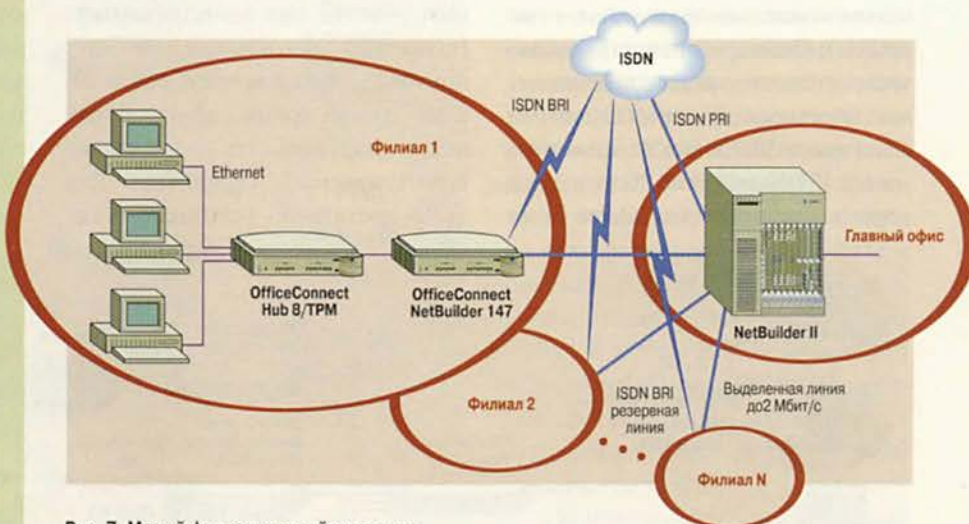 ISDN
ISDN BRI
ISDN PRI
Филиал 1
Ethernet
Главный офис
OfficeConnect
Hub 8/TPM
OfficeConnect
NetBuilder 147
NetBuilder II
Филиал 2
ISDN BRI
резервная
линия
Выделенная линия
до2 Мбит/с
Филиал N